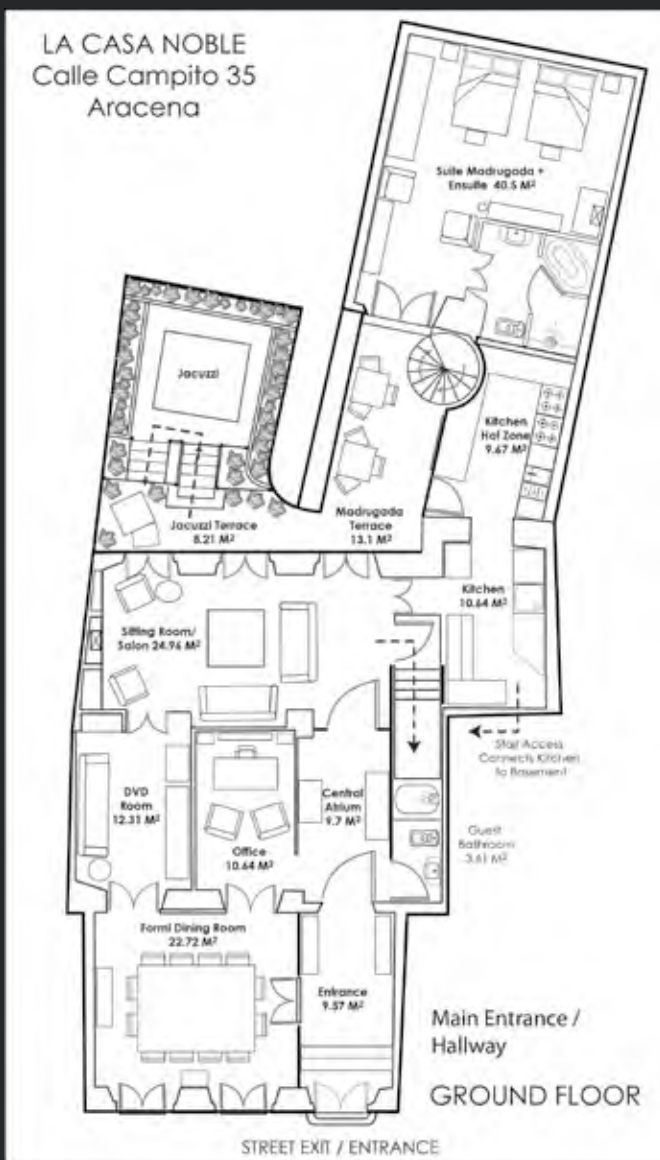 LA CASA NOBLE
Calle Campito 35
Aracena
Suite Madrugada +
Ensuite 40.5 M²
Jacuzzi
Kitchen
Hot Zone
9.67 M²
Jacuzzi Terrace
8.21 M²
Madrugada
Terrace
13.1 M²
Kitchen
10.64 M²
Sitting Room/
Salon 24.96 M²
Stair Access
Connects Kitchen
to Basement
DVD
Room
12.31 M²
Central
Atrium
9.7 M²
Office
10.64 M²
Guest
Bathroom
3.61 M²
Forml Dining Room
22.72 M²
Entrance
9.57 M²
Main Entrance /
Hallway
GROUND FLOOR
STREET EXIT / ENTRANCE